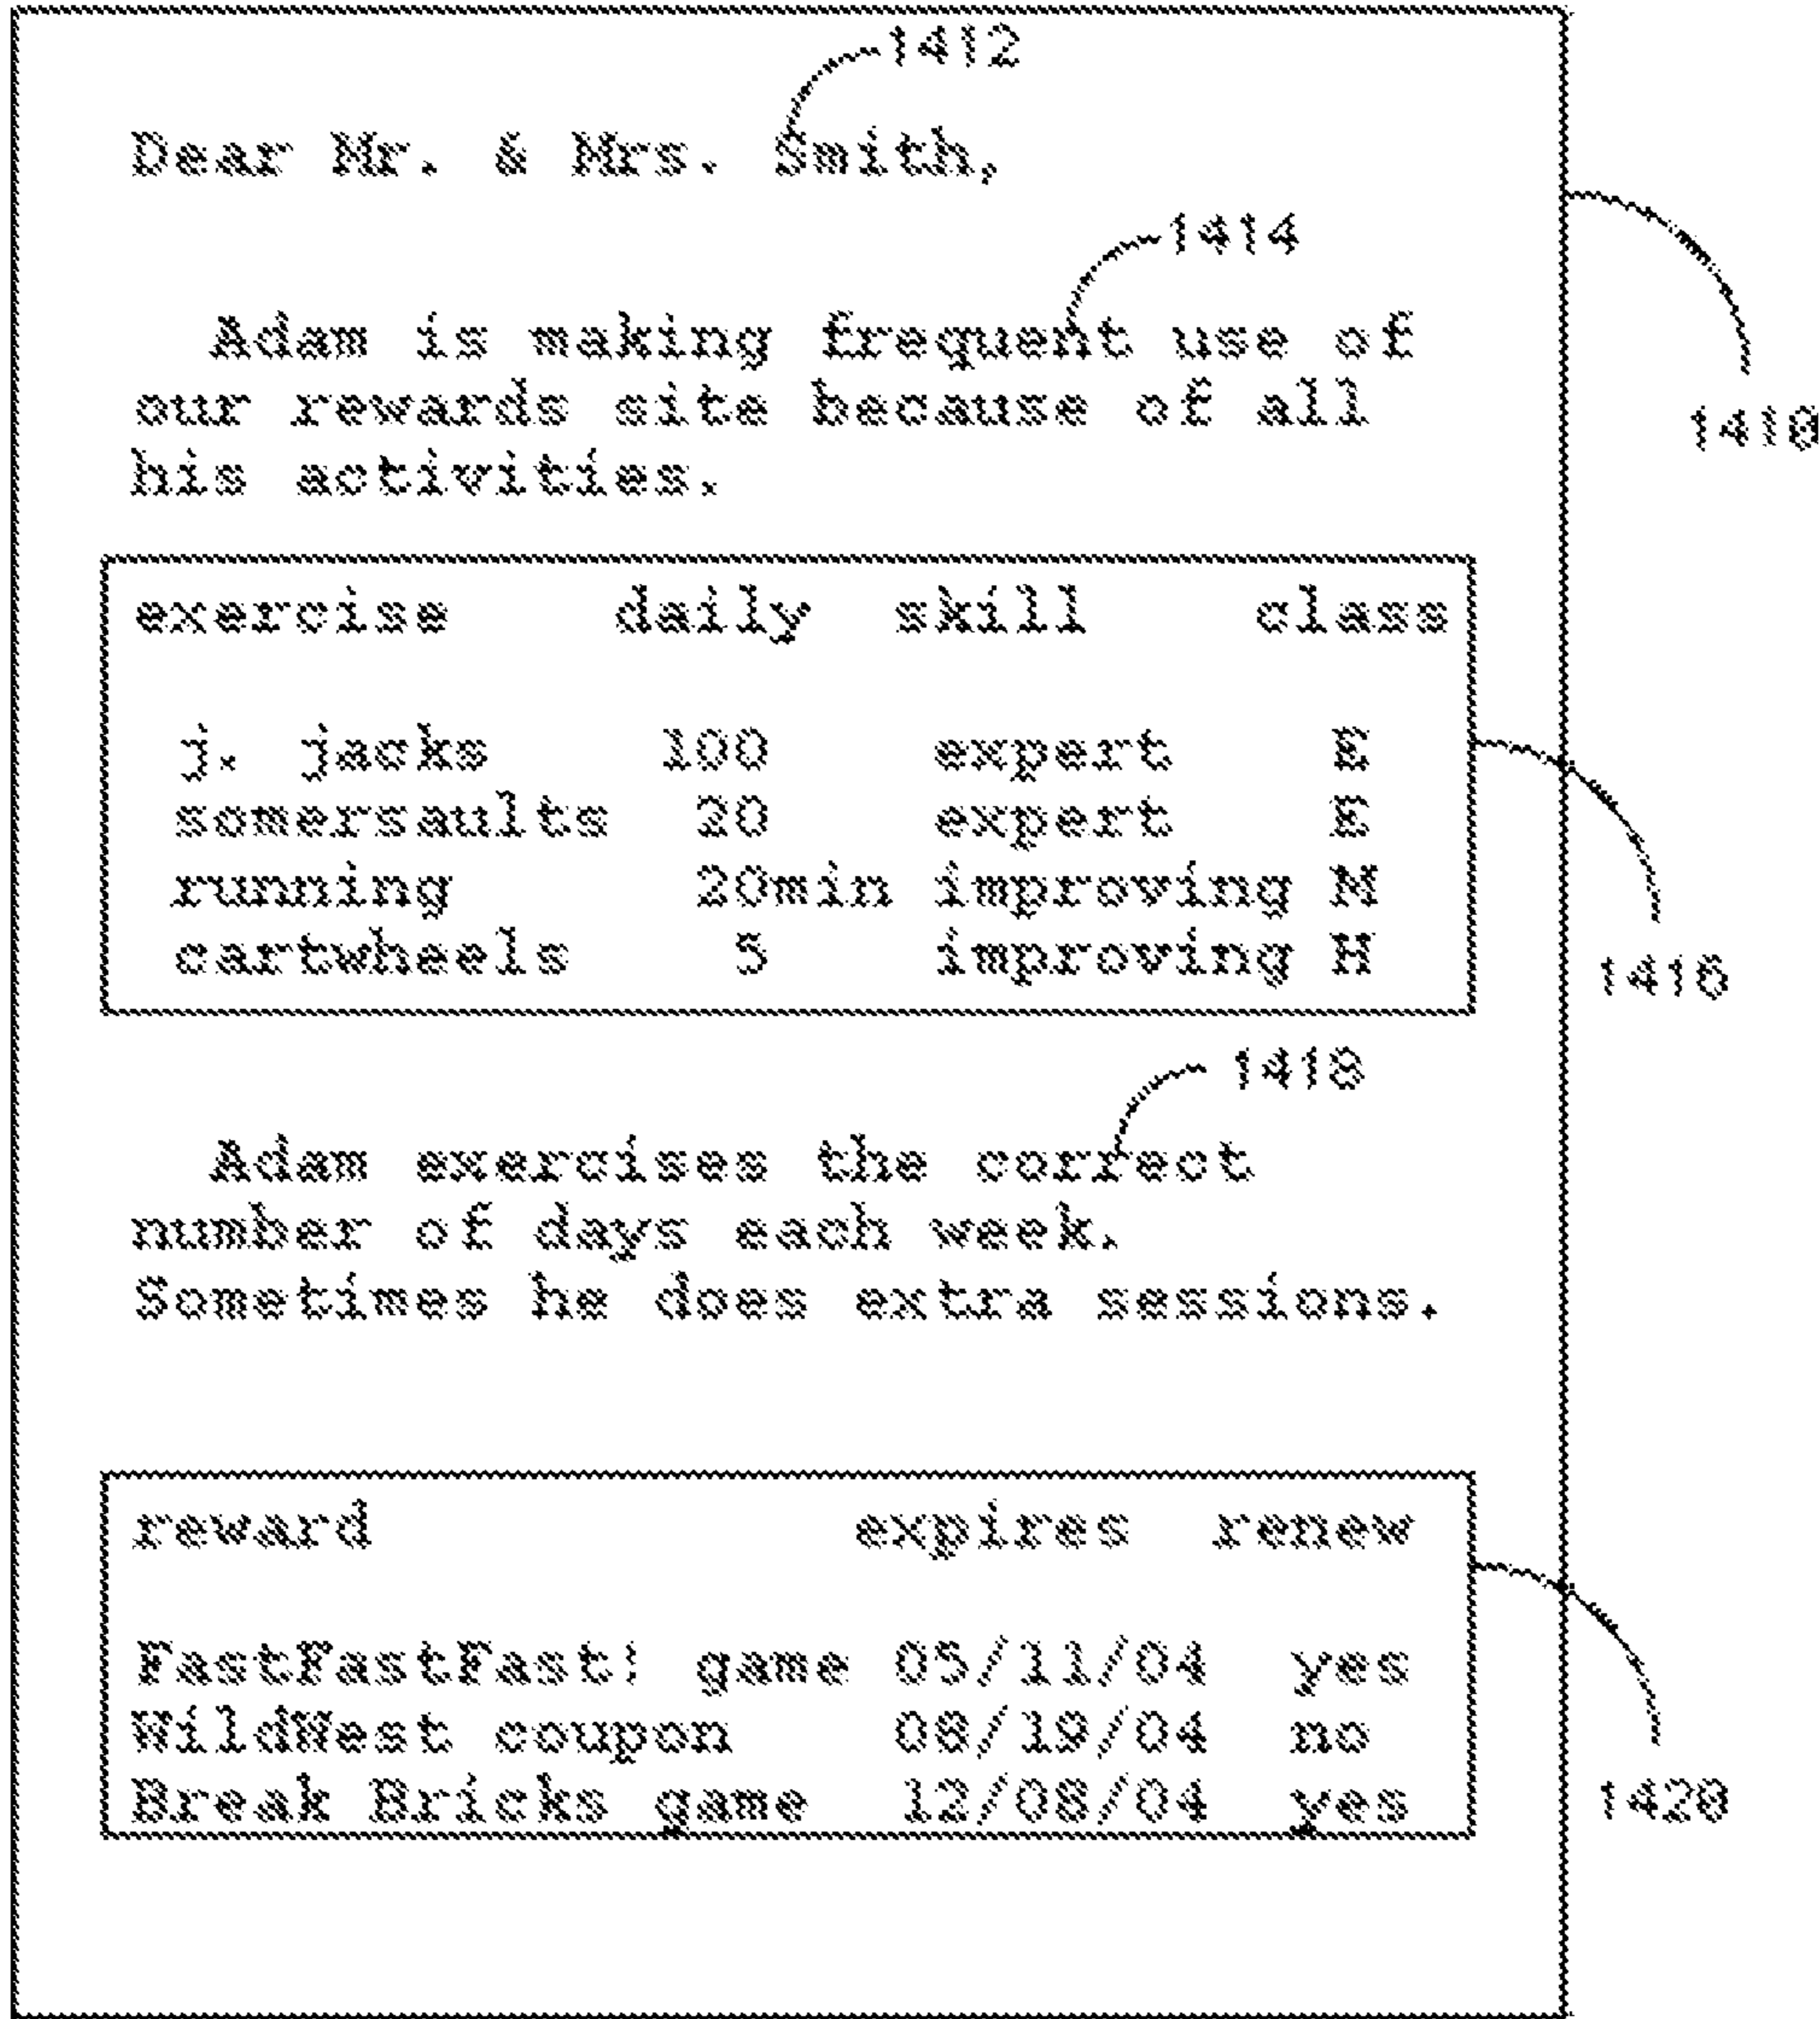 1412
Dear Mr. & Mrs. Smith,
1414
Adam is making frequent use of
our rewards site because of all
his activities.
1410
exercise daily skill class
j. jacks 100 expert E
somersaults 20 expert E
running 20min improving M
cartwheels 5 improving H
1416
1418
Adam exercises the correct
number of days each week.
Sometimes he does extra sessions.
reward expires renew
FastFastFast! game 05/11/04 yes
WildWest coupon 08/19/04 no
Break Bricks game 12/08/04 yes
1420